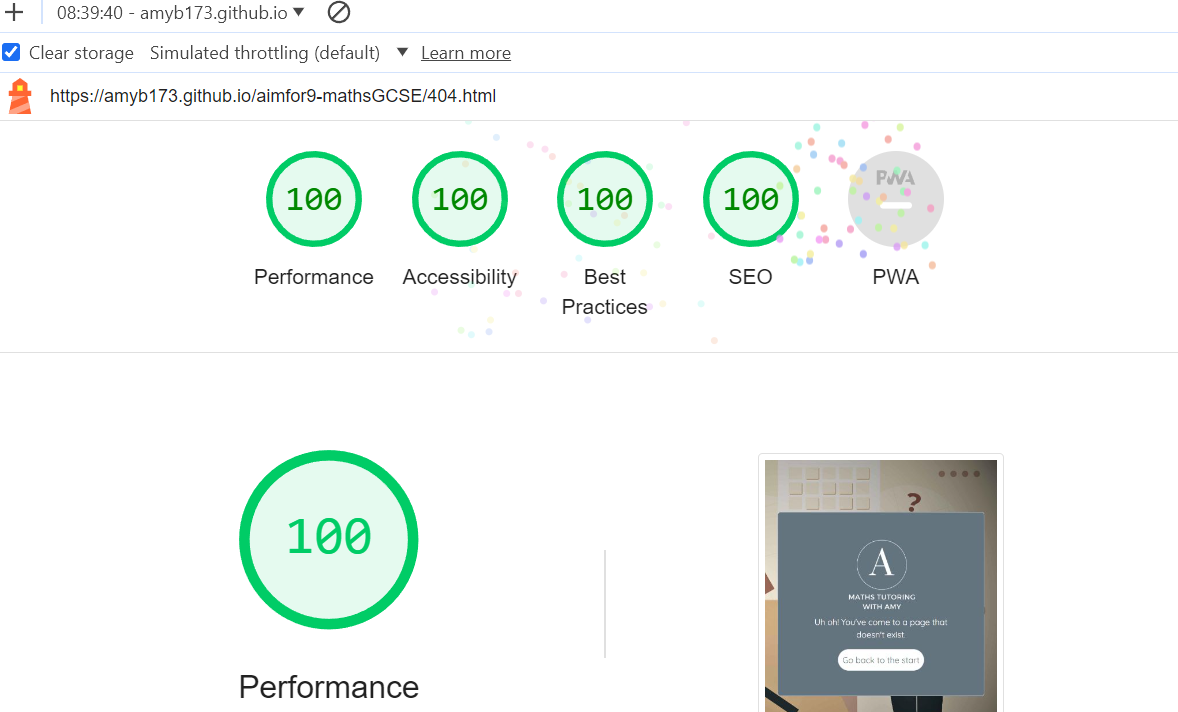 08:39:40 - amyb173.github.io
Clear storage Simulated throttling (default) Learn more
https://amyb173.github.io/aimfor9-mathsGCSE/404.html
100 100 100 100 PWA
Performance Accessibility Best Practices SEO PWA
100
Performance
?
A
MATHS TUTORING
WITH AMY
Uh oh! You've come to a page that
doesn't exist.
Go back to the start